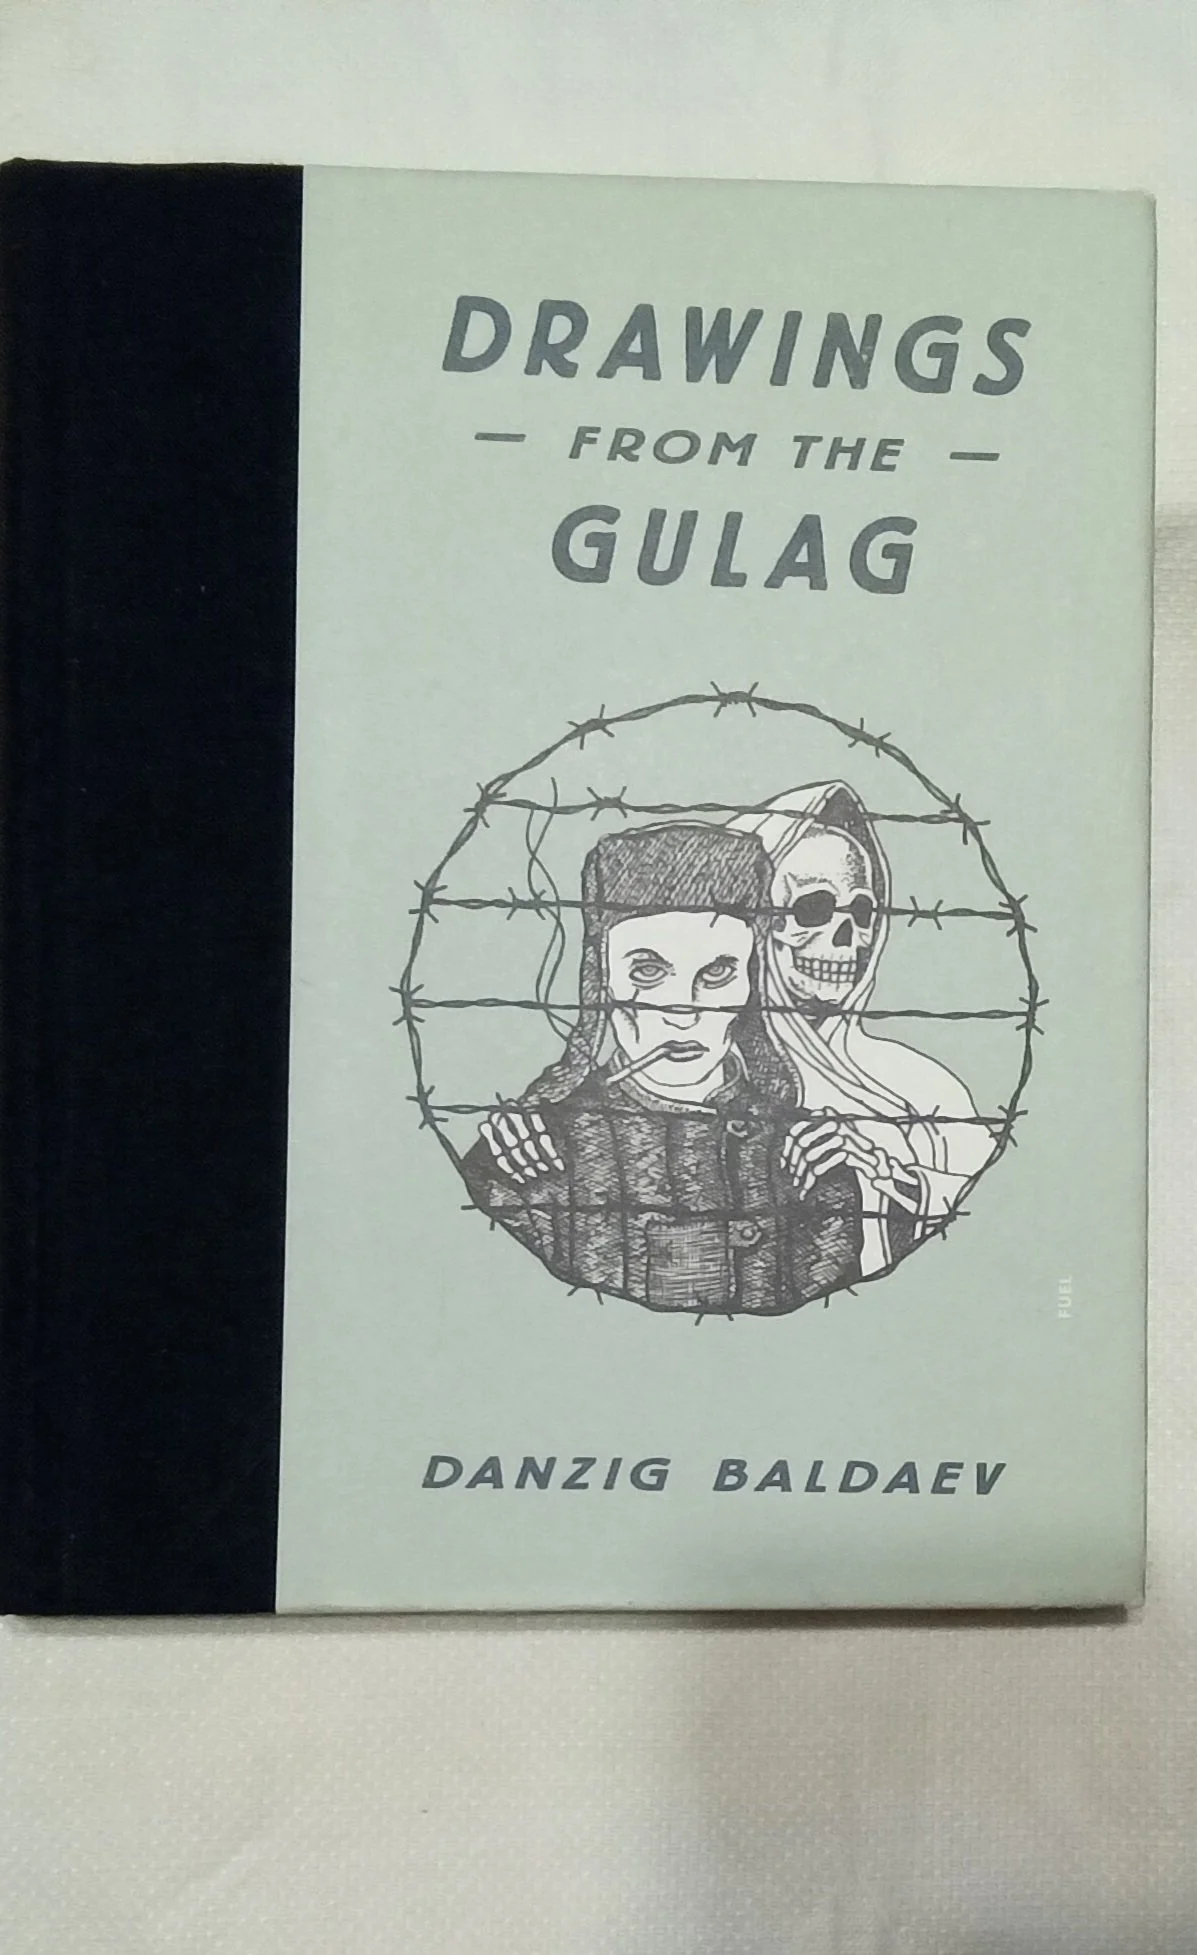 DRAWINGS
— FROM THE —
GULAG
FUEL
DANZIG BALDAEV